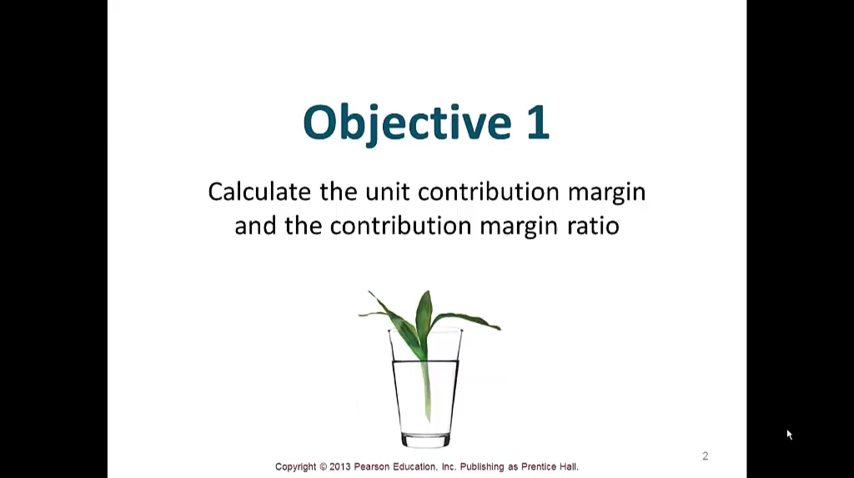 Objective 1
Calculate the unit contribution margin
and the contribution margin ratio
Copyright © 2013 Pearson Education, Inc. Publishing as Prentice Hall.
2